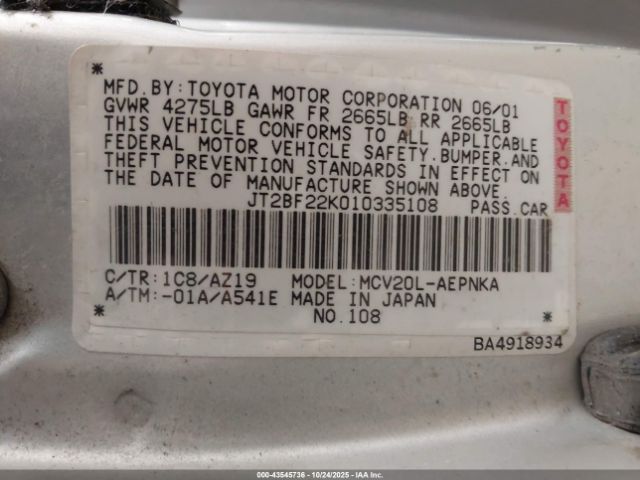 MFD.BY:TOYOTA MOTOR CORPORATION 06/01
GVWR 4275LB GAWR FR 2665LB RR 2665LB
THIS VEHICLE CONFORMS TO ALL APPLICABLE
FEDERAL MOTOR VEHICLE SAFETY.BUMPER.AND
THEFT PREVENTION STANDARDS IN EFFECT ON
THE DATE OF MANUFACTURE SHOWN ABOVE.
JT2BF22K010335108 PASS.CAR
TOYOTA
C/TR:1C8/AZ19 MODEL:MCV20L-AEPNKA
A/TM:-01A/A541E MADE IN JAPAN
NO.108
BA4918934
000-43545736 - 10/24/2025 - IAAI.COM